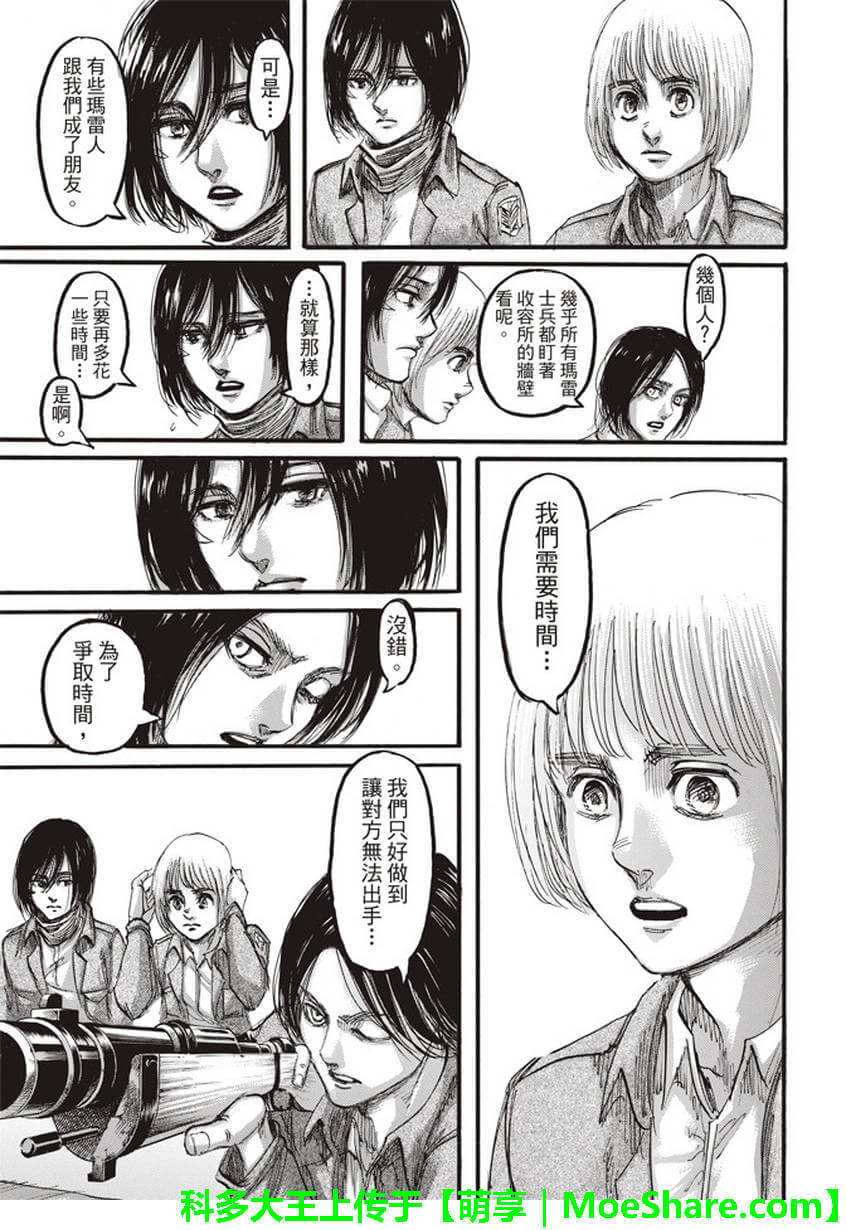 可是…
有些瑪雷人
跟我們成了朋友。
幾個人?
幾乎所有瑪雷
士兵都盯著
收容所的牆壁
看呢。
…就算那樣，
只要再多花
一些時間…
是啊。
我們需要時間…
沒錯。
為了
爭取時間，
我們只好做到
讓對方無法出手…
科多大王上传于【萌享｜MoeShare.com】